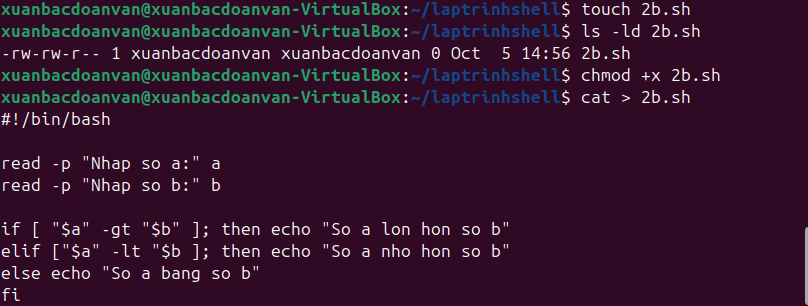 xuanbacdoanvan@xuanbacdoanvan-VirtualBox:~/laptrinhshell$ touch 2b.sh
xuanbacdoanvan@xuanbacdoanvan-VirtualBox:~/laptrinhshell$ ls -ld 2b.sh
-rw-rw-r-- 1 xuanbacdoanvan xuanbacdoanvan 0 Oct  5 14:56 2b.sh
xuanbacdoanvan@xuanbacdoanvan-VirtualBox:~/laptrinhshell$ chmod +x 2b.sh
xuanbacdoanvan@xuanbacdoanvan-VirtualBox:~/laptrinhshell$ cat > 2b.sh
#!/bin/bash
read -p "Nhap so a:" a
read -p "Nhap so b:" b
if [ "$a" -gt "$b" ]; then echo "So a lon hon so b"
elif ["$a" -lt "$b ]; then echo "So a nho hon so b"
else echo "So a bang so b"
fi